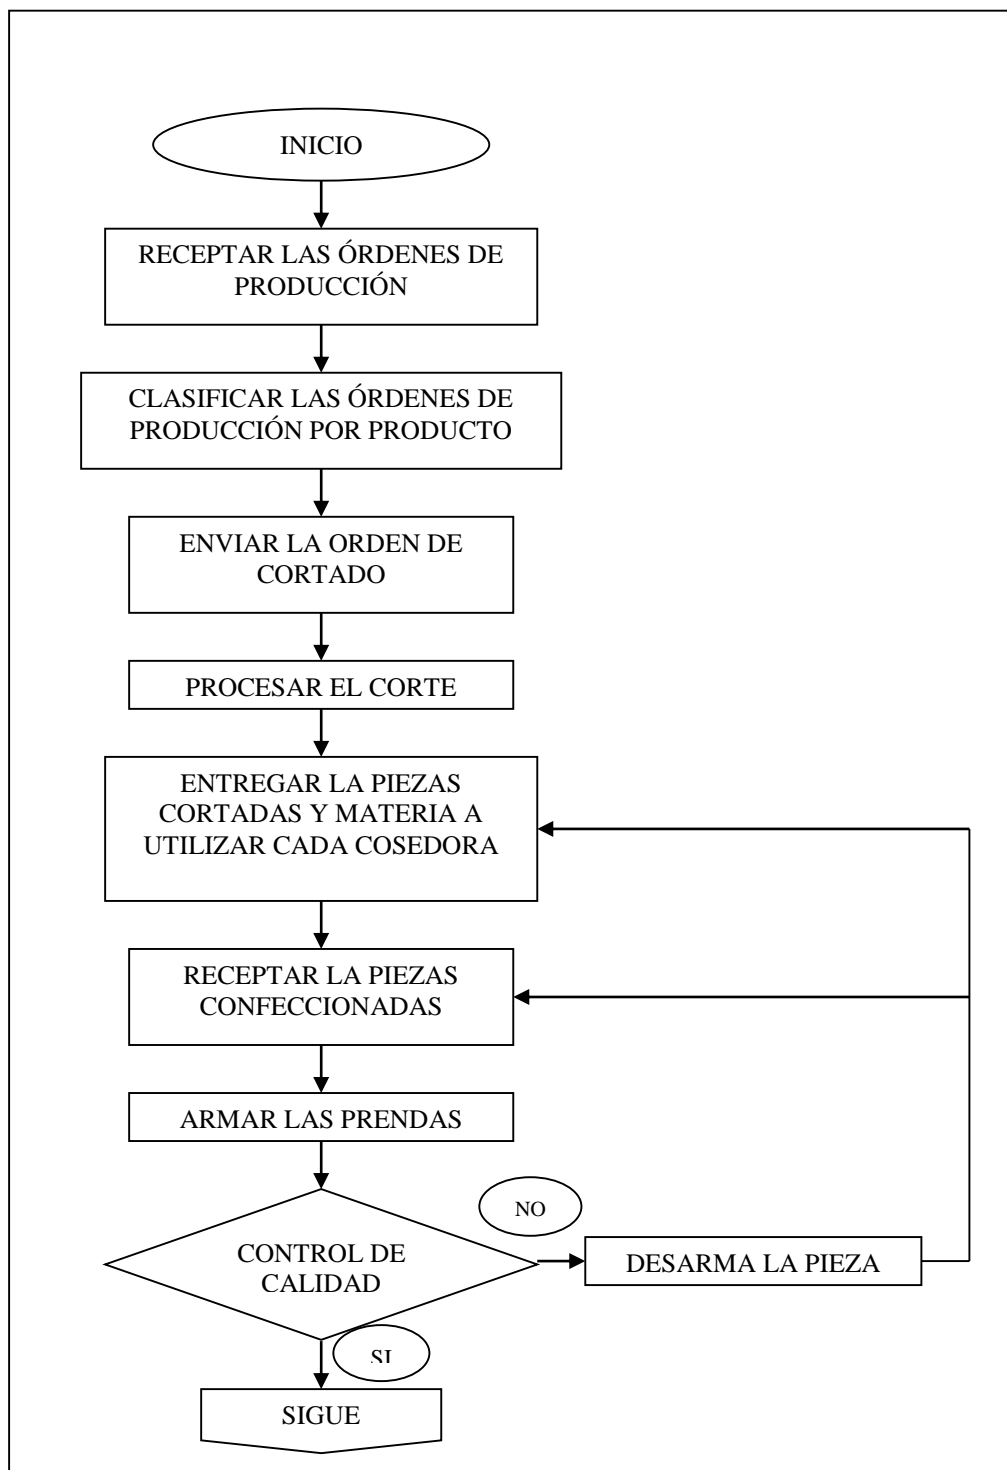 INICIO
RECEPTAR LAS ÓRDENES DE
PRODUCCIÓN
CLASIFICAR LAS ÓRDENES DE
PRODUCCIÓN POR PRODUCTO
ENVIAR LA ORDEN DE
CORTADO
PROCESAR EL CORTE
ENTREGAR LA PIEZAS
CORTADAS Y MATERIA A
UTILIZAR CADA COSEDORA
RECEPTAR LA PIEZAS
CONFECCIONADAS
ARMAR LAS PRENDAS
NO
CONTROL DE
CALIDAD
DESARMA LA PIEZA
SI
SIGUE